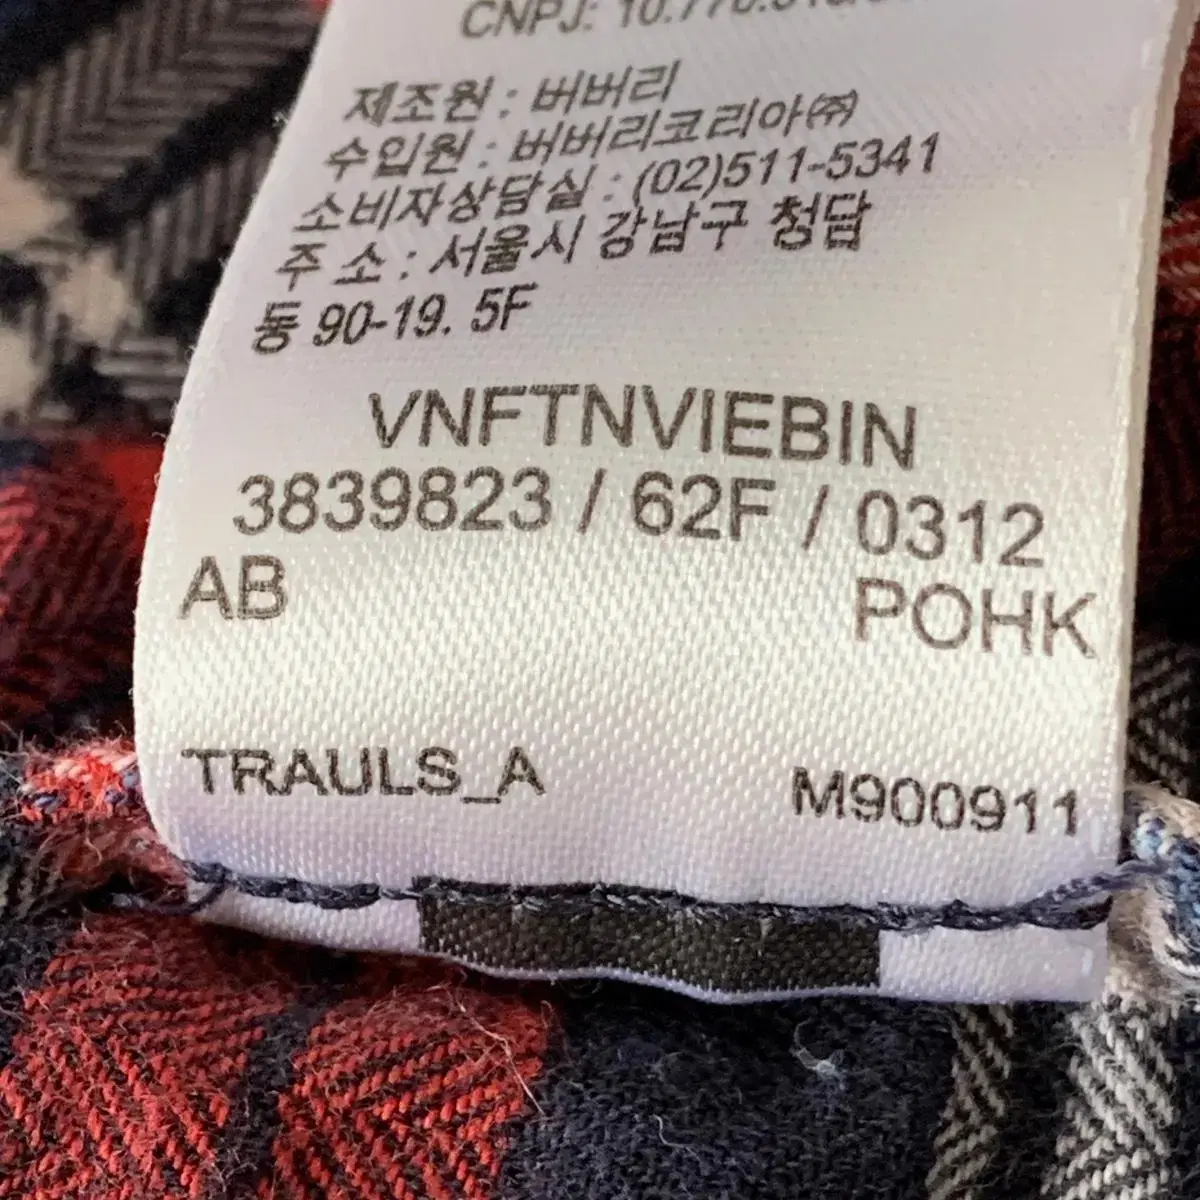 CNPJ:
제조원 : 버버리
수입원 : 버버리코리아㈜
소비자상담실 : (02)511-5341
주 소 : 서울시 강남구 청담
동 90-19. 5F
VNFTNVIEBIN
3839823 / 62F / 0312
AB POHK
TRAULS_A M900911